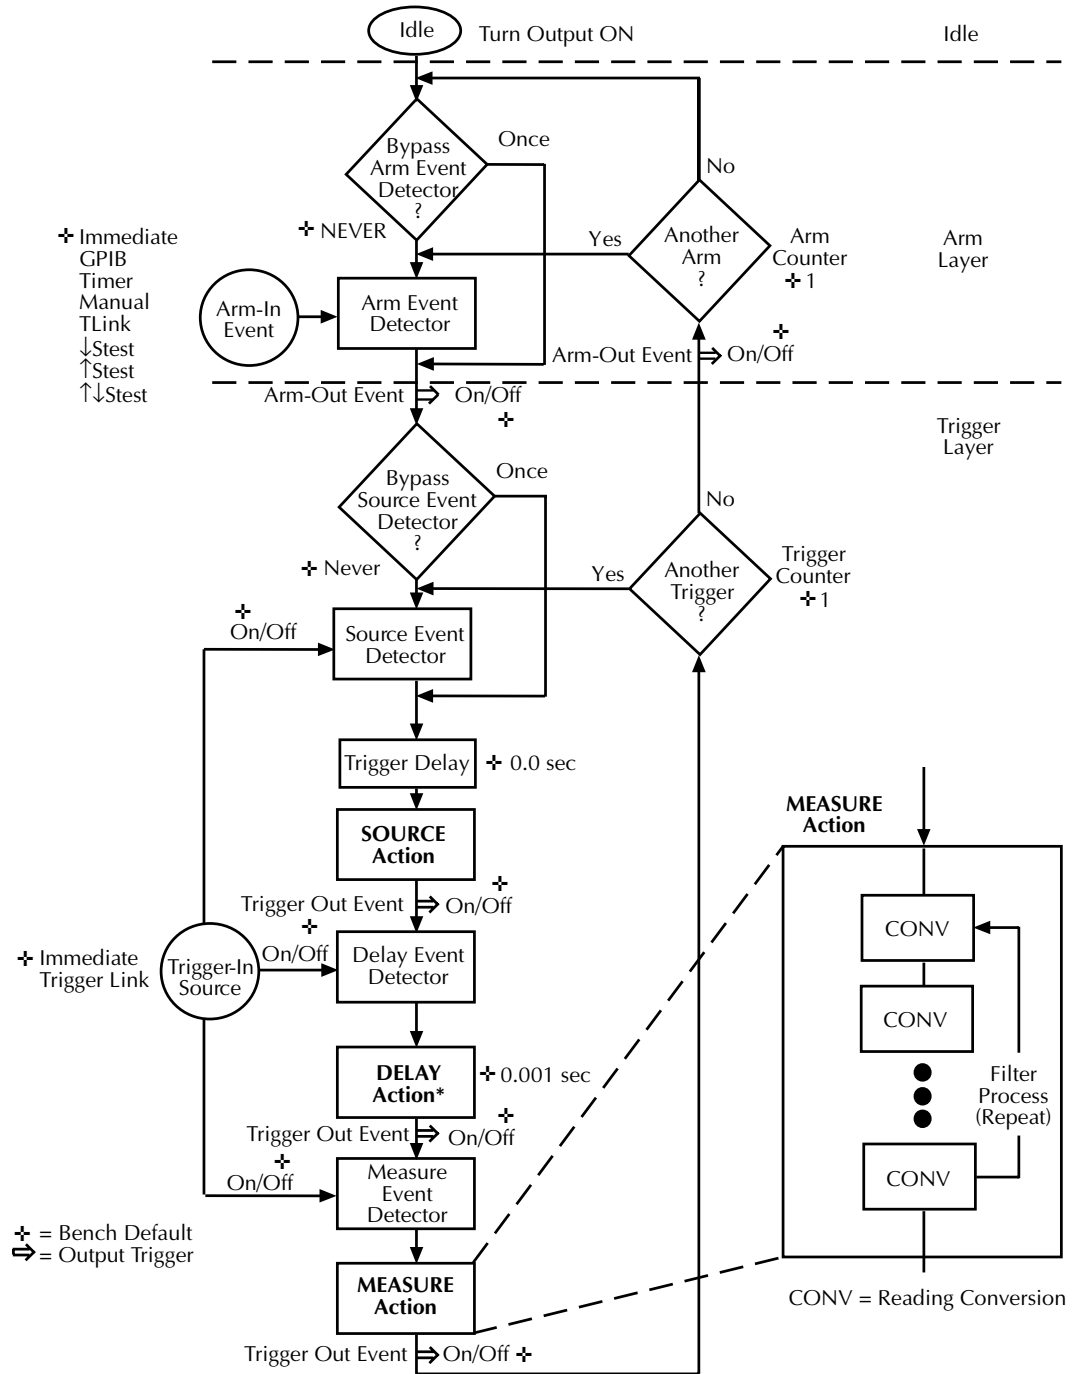 Idle
Turn Output ON
Idle
Bypass
Arm Event
Detector
?
Once
No
✛ NEVER
Yes
Another
Arm
?
Arm
Counter
✛ 1
Arm
Layer
✛ Immediate
GPIB
Timer
Manual
TLink
↓Stest
↑Stest
↑↓Stest
Arm-In
Event
Arm Event
Detector
Arm-Out Event ⇨ On/Off
✛
Arm-Out Event ⇨ On/Off
✛
Trigger
Layer
Bypass
Source Event
Detector
?
Once
No
✛ Never
Yes
Another
Trigger
?
Trigger
Counter
✛ 1
✛
On/Off
Source Event
Detector
Trigger Delay
✛ 0.0 sec
SOURCE
Action
✛
Trigger Out Event ⇨ On/Off
✛ Immediate
Trigger Link
Trigger-In
Source
✛
On/Off
Delay Event
Detector
DELAY
Action*
✛ 0.001 sec
✛
Trigger Out Event ⇨ On/Off
✛
On/Off
Measure
Event
Detector
✛ = Bench Default
⇨ = Output Trigger
MEASURE
Action
Trigger Out Event ⇨ On/Off ✛
MEASURE
Action
CONV
CONV
Filter
Process
(Repeat)
CONV
CONV = Reading Conversion